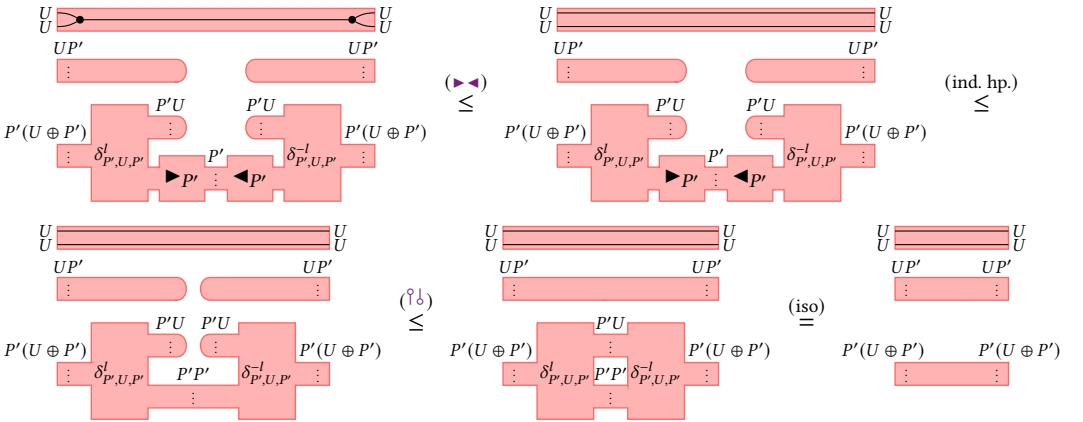 U U
U U
UP′ UP′
P′U P′U
P′(U ⊕ P′) P′(U ⊕ P′)
δ^l_{P′,U,P′} P′ δ^{-l}_{P′,U,P′}
▶P′ ◀P′
(▶◀)
≤
U U
U U
UP′ UP′
P′U P′U
P′(U ⊕ P′) P′(U ⊕ P′)
δ^l_{P′,U,P′} P′ δ^{-l}_{P′,U,P′}
▶P′ ◀P′
(ind. hp.)
≤
U U
U U
UP′ UP′
P′U P′U
P′(U ⊕ P′) P′(U ⊕ P′)
δ^l_{P′,U,P′} P′P′ δ^{-l}_{P′,U,P′}
(⫯⫰)
≤
U U
U U
UP′ UP′
P′U
P′(U ⊕ P′) P′(U ⊕ P′)
δ^l_{P′,U,P′} P′P′ δ^{-l}_{P′,U,P′}
(iso)
=
U U
U U
UP′ UP′
P′(U ⊕ P′) P′(U ⊕ P′)